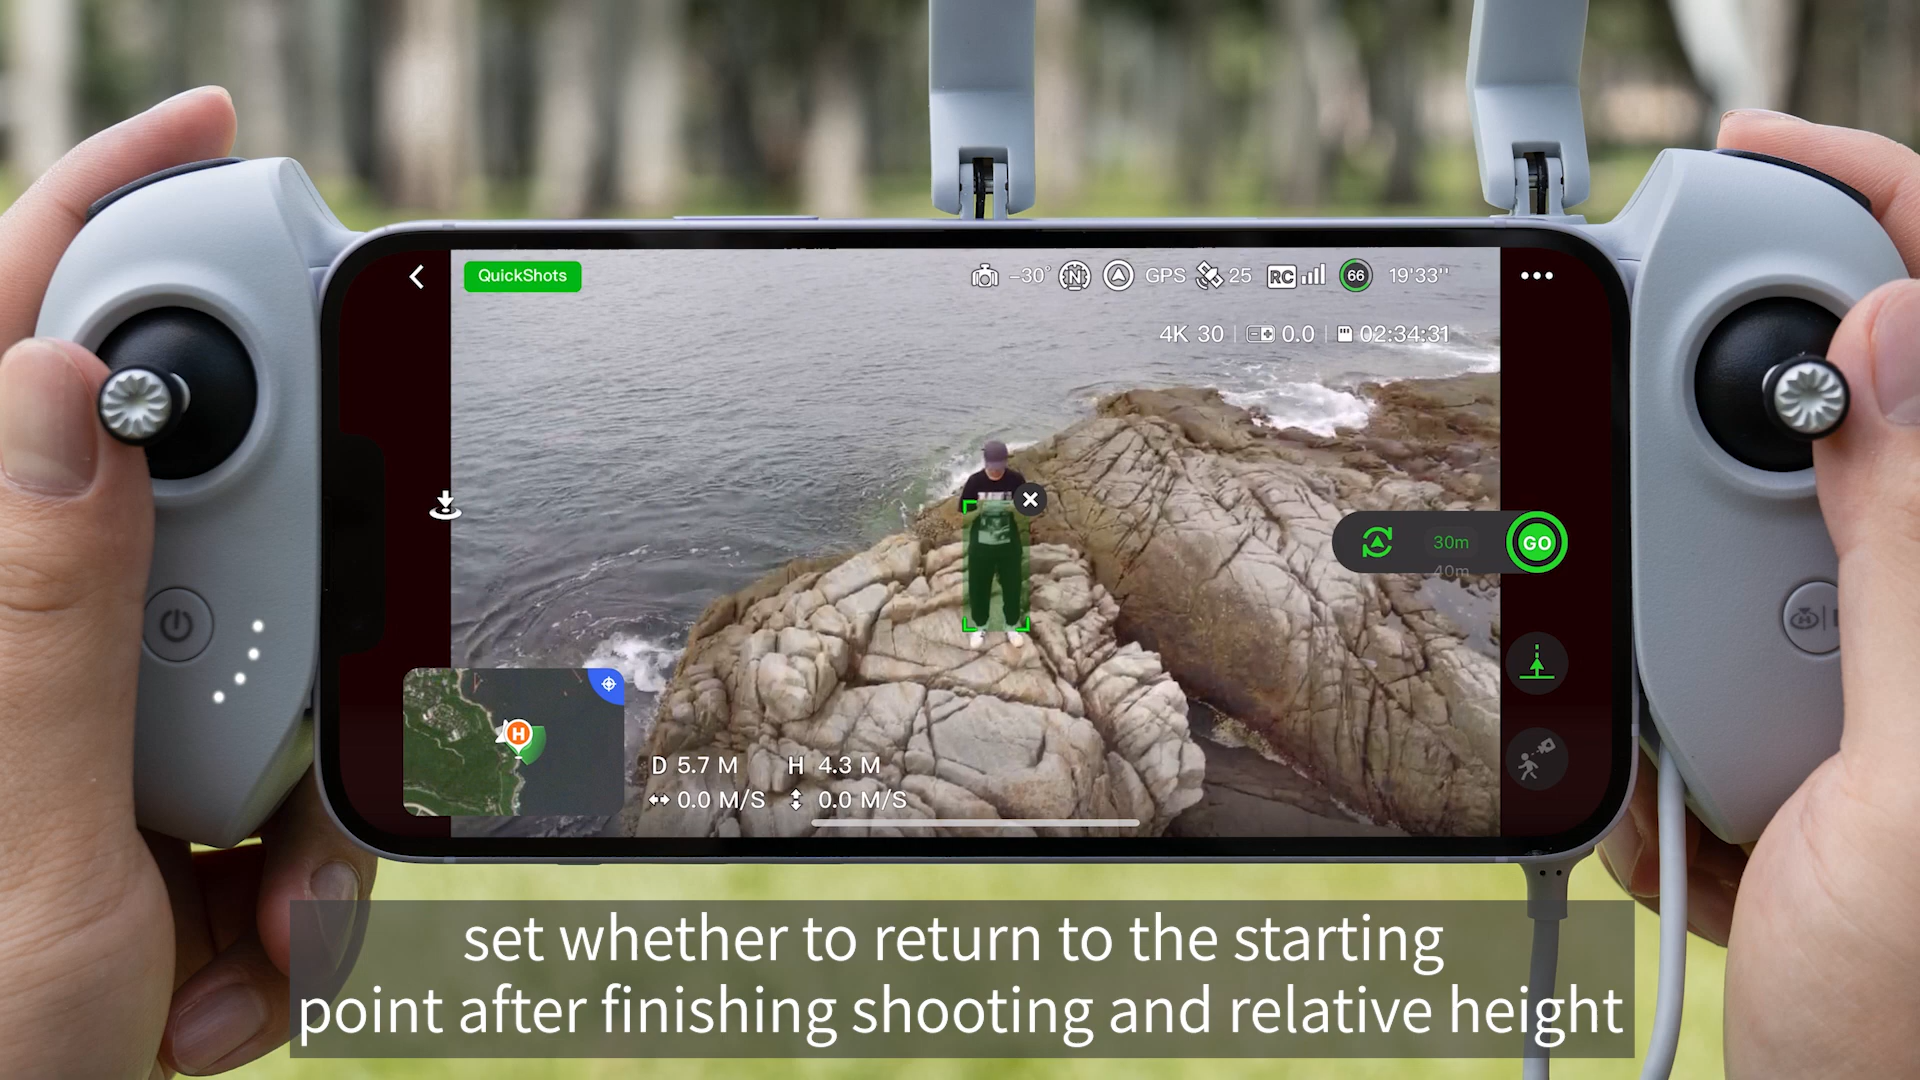 QuickShots
-30° N GPS 25 RC 66 19'33''
4K 30 0.0 02:34:31
30m
GO
40m
H
D 5.7 M H 4.3 M
0.0 M/S 0.0 M/S
set whether to return to the starting
point after finishing shooting and relative height